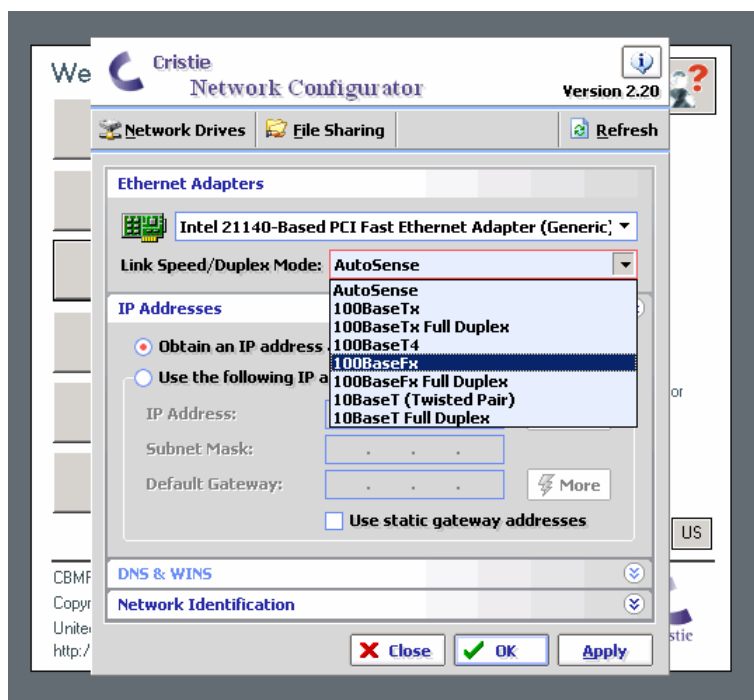 We
Cristie
Network Configurator
Version 2.20
Network Drives
File Sharing
Refresh
Ethernet Adapters
Intel 21140-Based PCI Fast Ethernet Adapter (Generic)
Link Speed/Duplex Mode: AutoSense
AutoSense
100BaseTx
100BaseTx Full Duplex
100BaseT4
100BaseFx
100BaseFx Full Duplex
10BaseT (Twisted Pair)
10BaseT Full Duplex
IP Addresses
Obtain an IP address
Use the following IP a
or
IP Address:
Subnet Mask:
Default Gateway:
More
Use static gateway addresses
US
DNS & WINS
Network Identification
CBMR
Copyr
Unite
http:/
stie
Close
OK
Apply